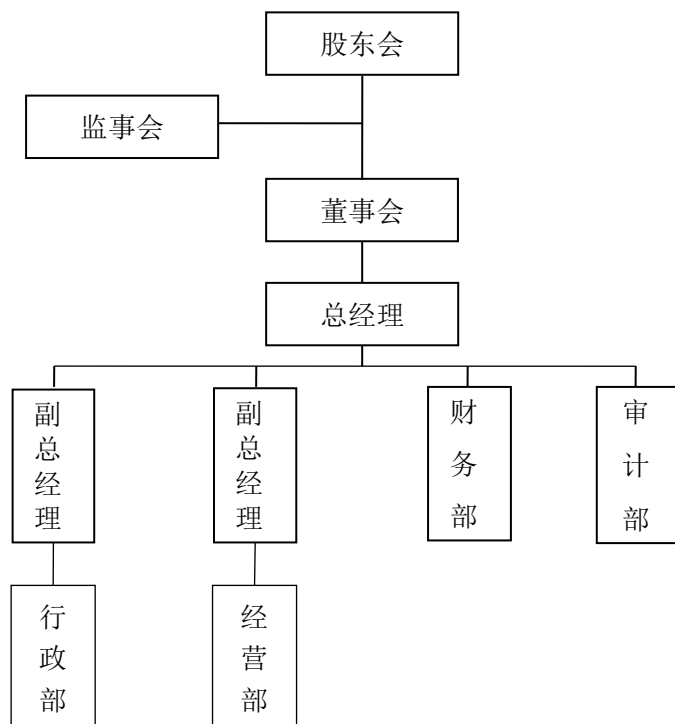 股东会
监事会
董事会
总经理
副总经理
副总经理
财务部
审计部
行政部
经营部